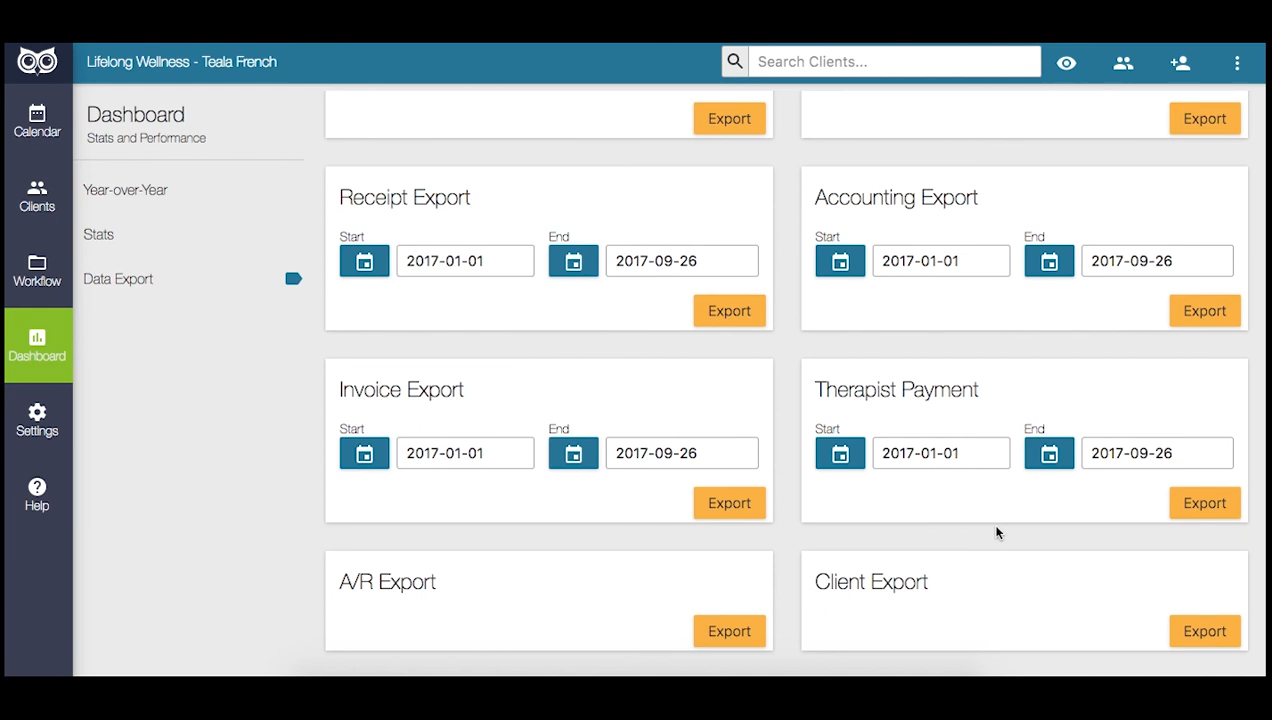 Lifelong Wellness - Teala French
Search Clients...
Calendar
Clients
Workflow
Dashboard
Settings
Help
Dashboard
Stats and Performance
Year-over-Year
Stats
Data Export
Export
Export
Receipt Export
Start
End
2017-01-01
2017-09-26
Export
Accounting Export
Start
End
2017-01-01
2017-09-26
Export
Invoice Export
Start
End
2017-01-01
2017-09-26
Export
Therapist Payment
Start
End
2017-01-01
2017-09-26
Export
A/R Export
Export
Client Export
Export